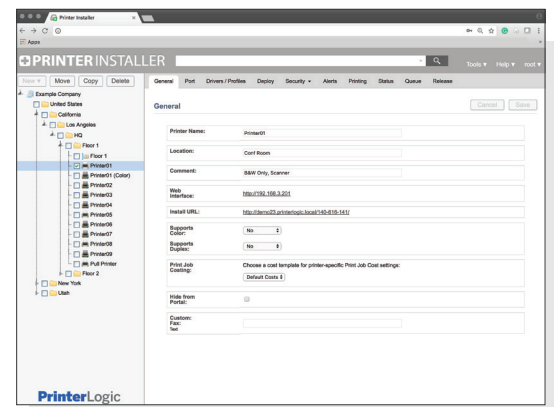 Printer Installer
Apps
PRINTERINSTALLER
Tools Help root
New Move Copy Delete
General Port Drivers / Profiles Deploy Security Alerts Printing Status Queue Release
Example Company
United States
California
Los Angeles
HQ
Floor 1
Floor 1
Printer01
Printer01 (Color)
Printer02
Printer03
Printer04
Printer05
Printer06
Printer07
Printer08
Printer09
Pull Printer
Floor 2
New York
Utah
General
Cancel Save
Printer Name: Printer01
Location: Conf Room
Comment: B&W Only, Scanner
Web
Interface: http://192.168.3.201
Install URL: http://demo23.printerlogic.local/140-616-141/
Supports
Color: No
Supports
Duplex: No
Print Job
Costing: Choose a cost template for printer-specific Print Job Cost settings:
Default Costs
Hide from
Portal:
Custom:
Fax:
Text
PrinterLogic